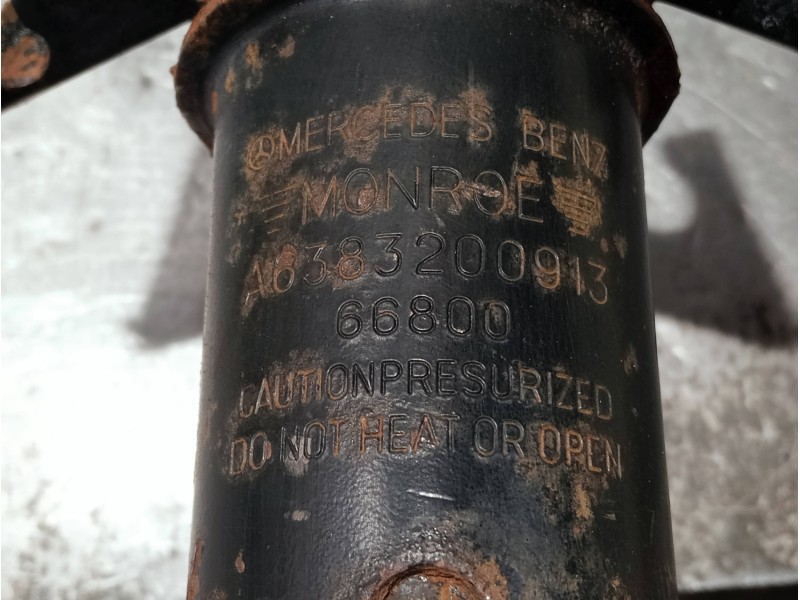 MERCEDES BENZ
MONROE
A6383200913
66800
CAUTIONPRESURIZED
DO NOT HEAT OR OPEN